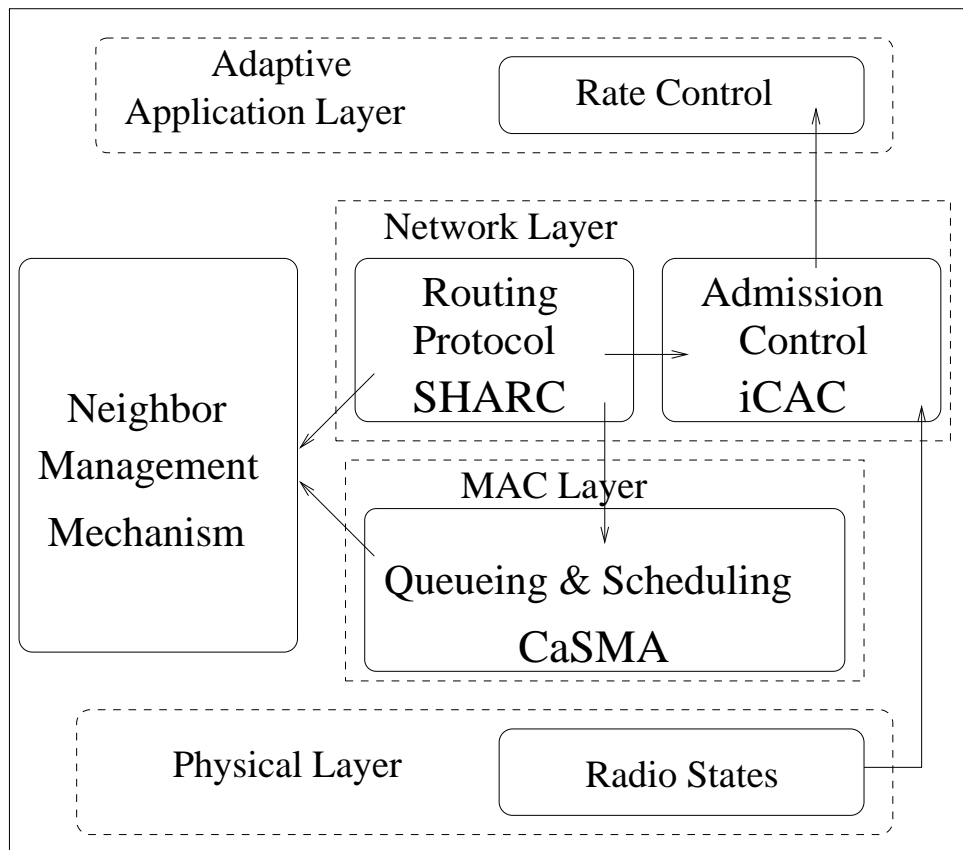 Adaptive
Application Layer
Rate Control
Network Layer
Routing
Protocol
SHARC
Admission
Control
iCAC
Neighbor
Management
Mechanism
MAC Layer
Queueing & Scheduling
CaSMA
Physical Layer
Radio States